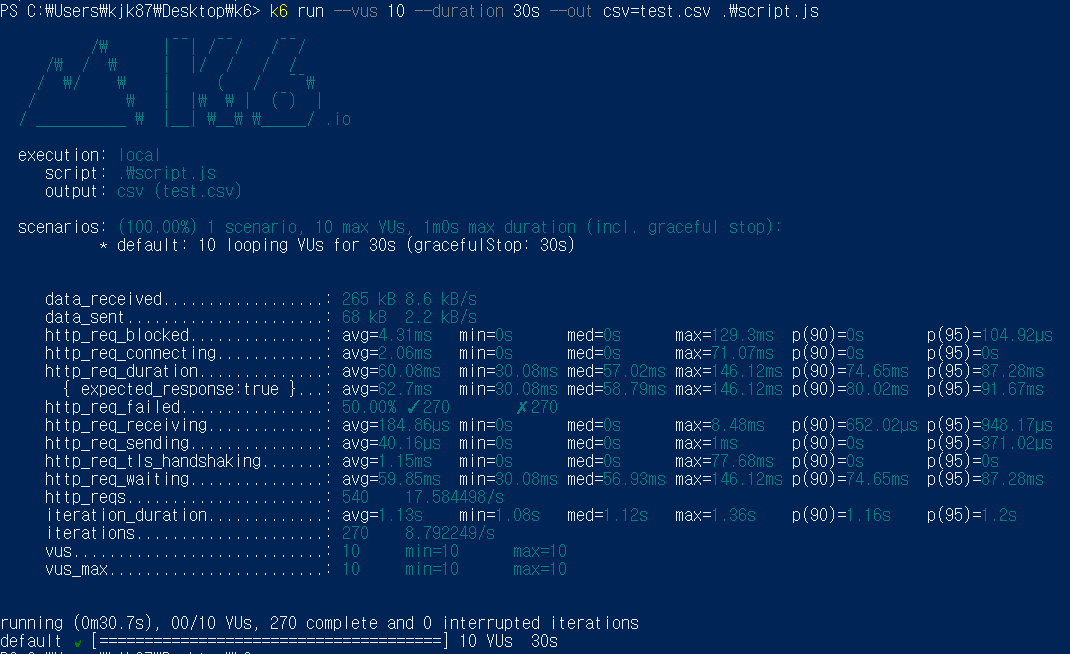 PS C:₩Users₩kjk87₩Desktop₩k6> k6 run --vus 10 --duration 30s --out csv=test.csv .₩script.js
          /₩      |‾‾| /‾‾/   /‾‾/
     /₩  /  ₩     |  |/  /   /  /
    /  ₩/    ₩    |     (   /   ‾‾₩
   /          ₩   |  |₩  ₩ |  (‾)  |
  / __________ ₩  |__| ₩__₩ ₩_____/ .io
execution: local
script: .₩script.js
output: csv (test.csv)
scenarios: (100.00%) 1 scenario, 10 max VUs, 1m0s max duration (incl. graceful stop):
* default: 10 looping VUs for 30s (gracefulStop: 30s)
data_received..................: 265 kB 8.6 kB/s
data_sent......................: 68 kB  2.2 kB/s
http_req_blocked...............: avg=4.31ms   min=0s      med=0s      max=129.3ms  p(90)=0s       p(95)=104.92µs
http_req_connecting............: avg=2.06ms   min=0s      med=0s      max=71.07ms  p(90)=0s       p(95)=0s
http_req_duration..............: avg=60.08ms  min=30.08ms med=57.02ms max=146.12ms p(90)=74.65ms  p(95)=87.28ms
{ expected_response:true }...: avg=62.7ms   min=30.08ms med=58.79ms max=146.12ms p(90)=80.02ms  p(95)=91.67ms
http_req_failed................: 50.00% ✓270       ✗270
http_req_receiving.............: avg=184.86µs min=0s      med=0s      max=8.48ms   p(90)=652.02µs p(95)=948.17µs
http_req_sending...............: avg=40.16µs  min=0s      med=0s      max=1ms      p(90)=0s       p(95)=371.02µs
http_req_tls_handshaking.......: avg=1.15ms   min=0s      med=0s      max=77.68ms  p(90)=0s       p(95)=0s
http_req_waiting...............: avg=59.85ms  min=30.08ms med=56.93ms max=146.12ms p(90)=74.65ms  p(95)=87.28ms
http_reqs......................: 540    17.584498/s
iteration_duration.............: avg=1.13s    min=1.08s   med=1.12s   max=1.36s    p(90)=1.16s    p(95)=1.2s
iterations.....................: 270    8.792249/s
vus............................: 10     min=10      max=10
vus_max........................: 10     min=10      max=10
running (0m30.7s), 00/10 VUs, 270 complete and 0 interrupted iterations
default ✓ [======================================] 10 VUs  30s